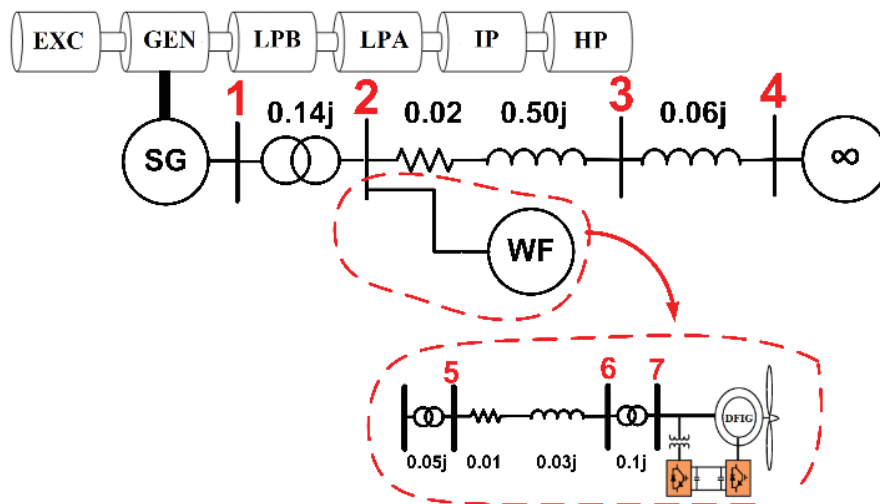 EXC GEN LPB LPA IP HP
1 2 3 4
0.14j 0.02 0.50j 0.06j
SG ∞
WF
5 6 7
DFIG
0.05j 0.01 0.03j 0.1j